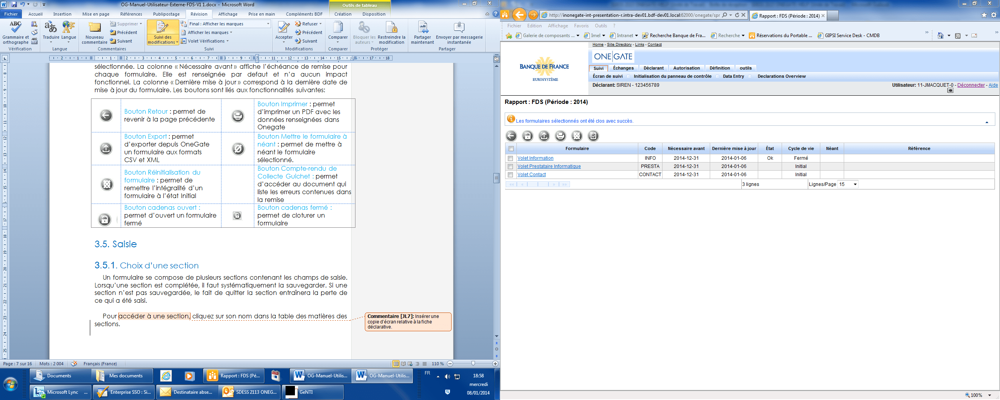 OG-Manuel-Utilisateur-Externe-FDS-V1 1.docx - Microsoft Word
Outils de tableau
Fichier Accueil Insertion Mise en page Références Publipostage Révision Affichage Prise en main Compléments BDF Création Disposition
Grammaire et orthographe
Traduire
Langue
Nouveau commentaire
Supprimer
Précédent
Suivant
Suivi des modifications
Final : Afficher les marques
Afficher les marques
Volet Vérifications
Accepter
Refuser
Précédent
Suivant
Comparer
Bloquer les auteurs
Restreindre la modification
Partager maintenant
Envoyer par messagerie instantanée
Vérification Langue Commentaires Suivi Modifications Comparer Protéger Partager
sélectionnée. La colonne « Nécessaire avant » affiche l’échéance de remise pour
chaque formulaire. Elle est renseignée par defaut et n’a aucun impact
fonctionnel. La colonne « Dernière mise à jour » correspond à la dernière date de
mise à jour du formulaire. Les boutons sont liés aux fonctionnalités suivantes:
Bouton Retour : permet de
revenir à la page précédente
Bouton Imprimer : permet
d’imprimer un PDF avec les
données renseignées dans
Onegate
Bouton Export : permet
d’exporter depuis OneGate
un formulaire aux formats
CSV et XML
Bouton Mettre le formulaire à
néant : permet de mettre à
néant le formulaire
sélectionné.
Bouton Réinitialisation du
formulaire : permet de
remettre l’intégralité d’un
formulaire à l’état Initial
Bouton Compte-rendu de
Collecte Guichet : permet
d’accéder au document qui
liste les erreurs contenues dans
la remise
Bouton cadenas ouvert :
permet d’ouvert un formulaire
fermé
Bouton cadenas fermé :
permet de cloturer un
formulaire
3.5. Saisie
3.5.1. Choix d’une section
Un formulaire se compose de plusieurs sections contenant les champs de saisie.
Lorsqu’une section est complétée, il faut systématiquement la sauvegarder. Si une
section n’est pas sauvegardée, le fait de quitter la section entraînera la perte de
ce qui a été saisi.
Pour accéder à une section, cliquez sur son nom dans la table des matières des
sections.
Commentaire [JL7]: Insérer une
copie d’écran relative à la fiche
déclarative.
Page : 7 sur 16 Mots : 2 004 Français (France) 110 %
Documents Mes documents Rapport : FDS (Pé... OG-Manuel-Utilis... OG-Manuel-Utilis...
Microsoft Lync ... Enterprise SSO : Si... Destinataire abse... SDESS 2113 ONEG... GeNTI
FR
18:58
mercredi
08/01/2014
http://inonegate-int-presentation-r.intra-dev01.bdf-dev01.local:62000/onegate/spr
Rapport : FDS (Période : 2014)
Fichier Edition Affichage Favoris Outils ?
Galerie de composants ... Imel Intranet Recherche Banque de Fra... Recherche Réservations du Portable ... GIPSI Service Desk - CMDB
Home - Site Directory - Links - Contact
BANQUE DE FRANCE
EUROSYSTÈME
ONEGATE
Suivi Échanges Déclarant Autorisation Définition outils
Écran de suivi Initialisation du panneau de contrôle Data Entry Declarations Overview
Déclarant: SIREN - 123456789
Utilisateur: 11-JMACQUET-0 - Déconnecter - Aide
Rapport : FDS (Période : 2014)
Les formulaires sélectionnés ont été clos avec succès.
Formulaire Code Nécessaire avant Dernière mise à jour État Cycle de vie Néant Référence
Volet Information INFO 2014-12-31 2014-01-06 Ok Fermé
Volet Prestataire Informatique PRESTA 2014-12-31 2014-01-06 Initial
Volet Contact CONTACT 2014-12-31 2014-01-06 Initial
3 lignes Lignes/Page 15
100%